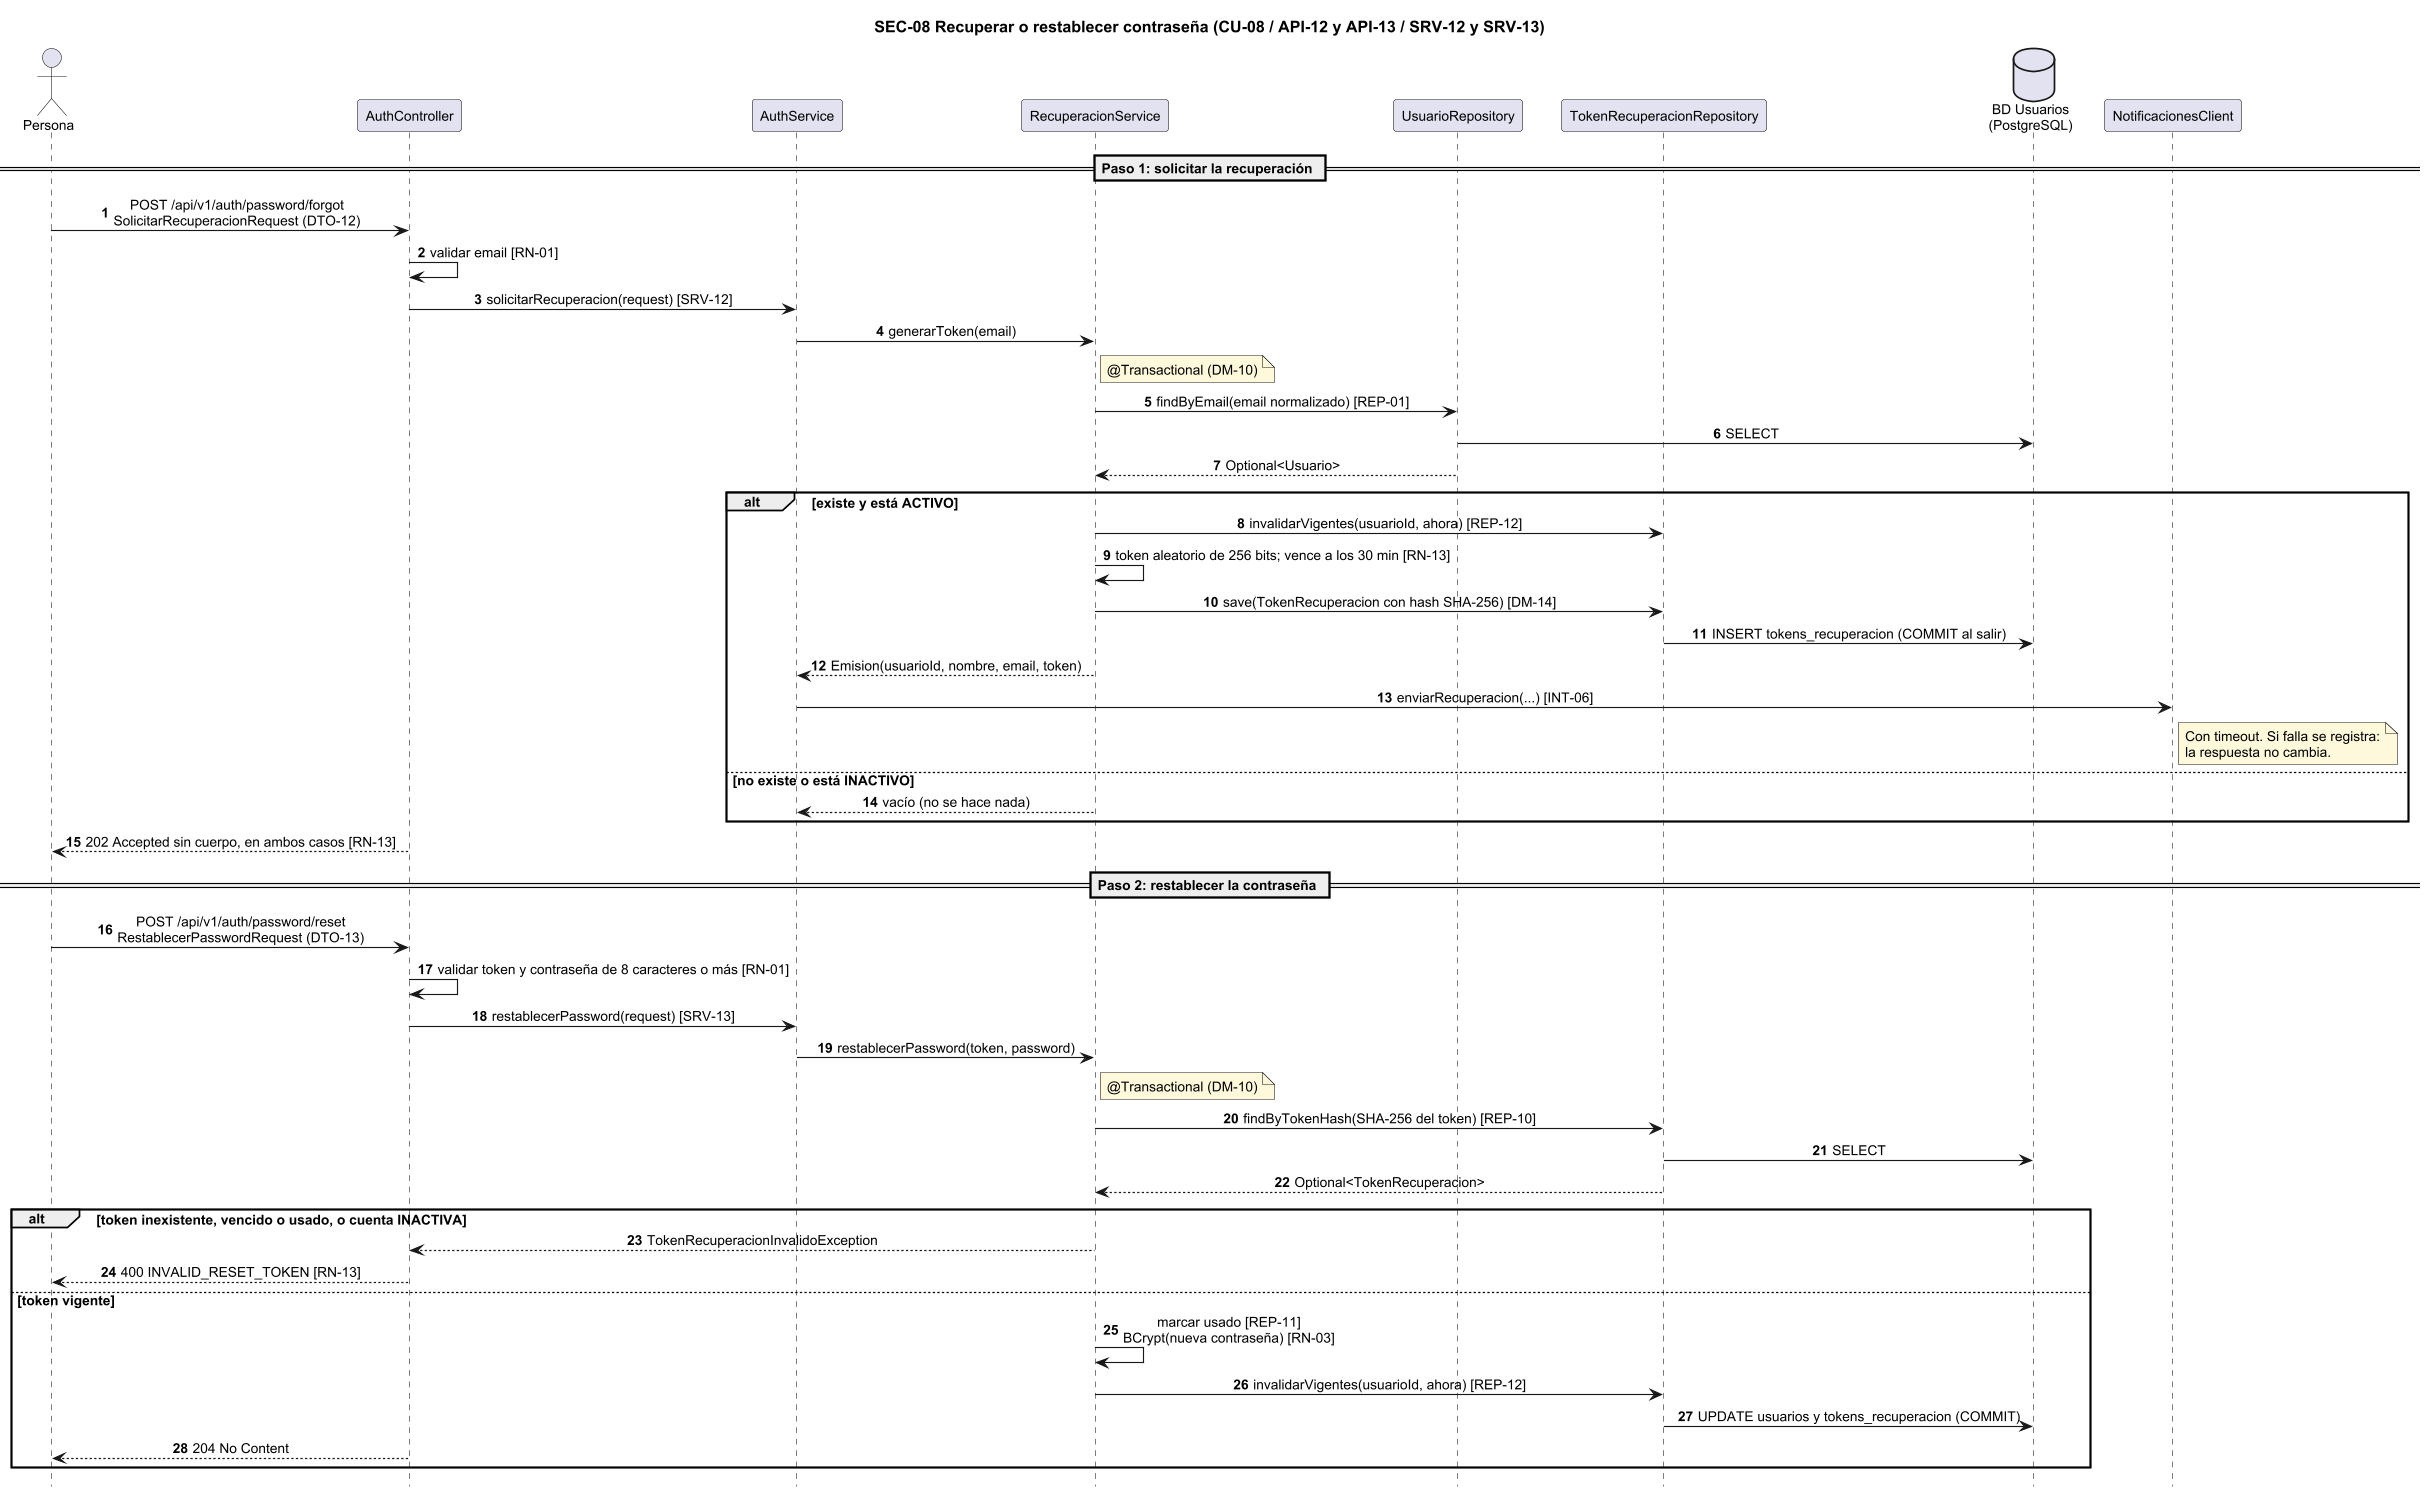 SEC-08 Recuperar o restablecer contraseña (CU-08 / API-12 y API-13 / SRV-12 y SRV-13)
Persona
AuthController
AuthService
RecuperacionService
UsuarioRepository
TokenRecuperacionRepository
BD Usuarios
(PostgreSQL)
NotificacionesClient
Paso 1: solicitar la recuperación
1 POST /api/v1/auth/password/forgot
SolicitarRecuperacionRequest (DTO-12)
2 validar email [RN-01]
3 solicitarRecuperacion(request) [SRV-12]
4 generarToken(email)
@Transactional (DM-10)
5 findByEmail(email normalizado) [REP-01]
6 SELECT
7 Optional<Usuario>
alt [existe y está ACTIVO]
8 invalidarVigentes(usuarioId, ahora) [REP-12]
9 token aleatorio de 256 bits; vence a los 30 min [RN-13]
10 save(TokenRecuperacion con hash SHA-256) [DM-14]
11 INSERT tokens_recuperacion (COMMIT al salir)
12 Emision(usuarioId, nombre, email, token)
13 enviarRecuperacion(...) [INT-06]
Con timeout. Si falla se registra:
la respuesta no cambia.
[no existe o está INACTIVO]
14 vacío (no se hace nada)
15 202 Accepted sin cuerpo, en ambos casos [RN-13]
Paso 2: restablecer la contraseña
16 POST /api/v1/auth/password/reset
RestablecerPasswordRequest (DTO-13)
17 validar token y contraseña de 8 caracteres o más [RN-01]
18 restablecerPassword(request) [SRV-13]
19 restablecerPassword(token, password)
@Transactional (DM-10)
20 findByTokenHash(SHA-256 del token) [REP-10]
21 SELECT
22 Optional<TokenRecuperacion>
alt [token inexistente, vencido o usado, o cuenta INACTIVA]
23 TokenRecuperacionInvalidoException
24 400 INVALID_RESET_TOKEN [RN-13]
[token vigente]
25 marcar usado [REP-11]
BCrypt(nueva contraseña) [RN-03]
26 invalidarVigentes(usuarioId, ahora) [REP-12]
27 UPDATE usuarios y tokens_recuperacion (COMMIT)
28 204 No Content